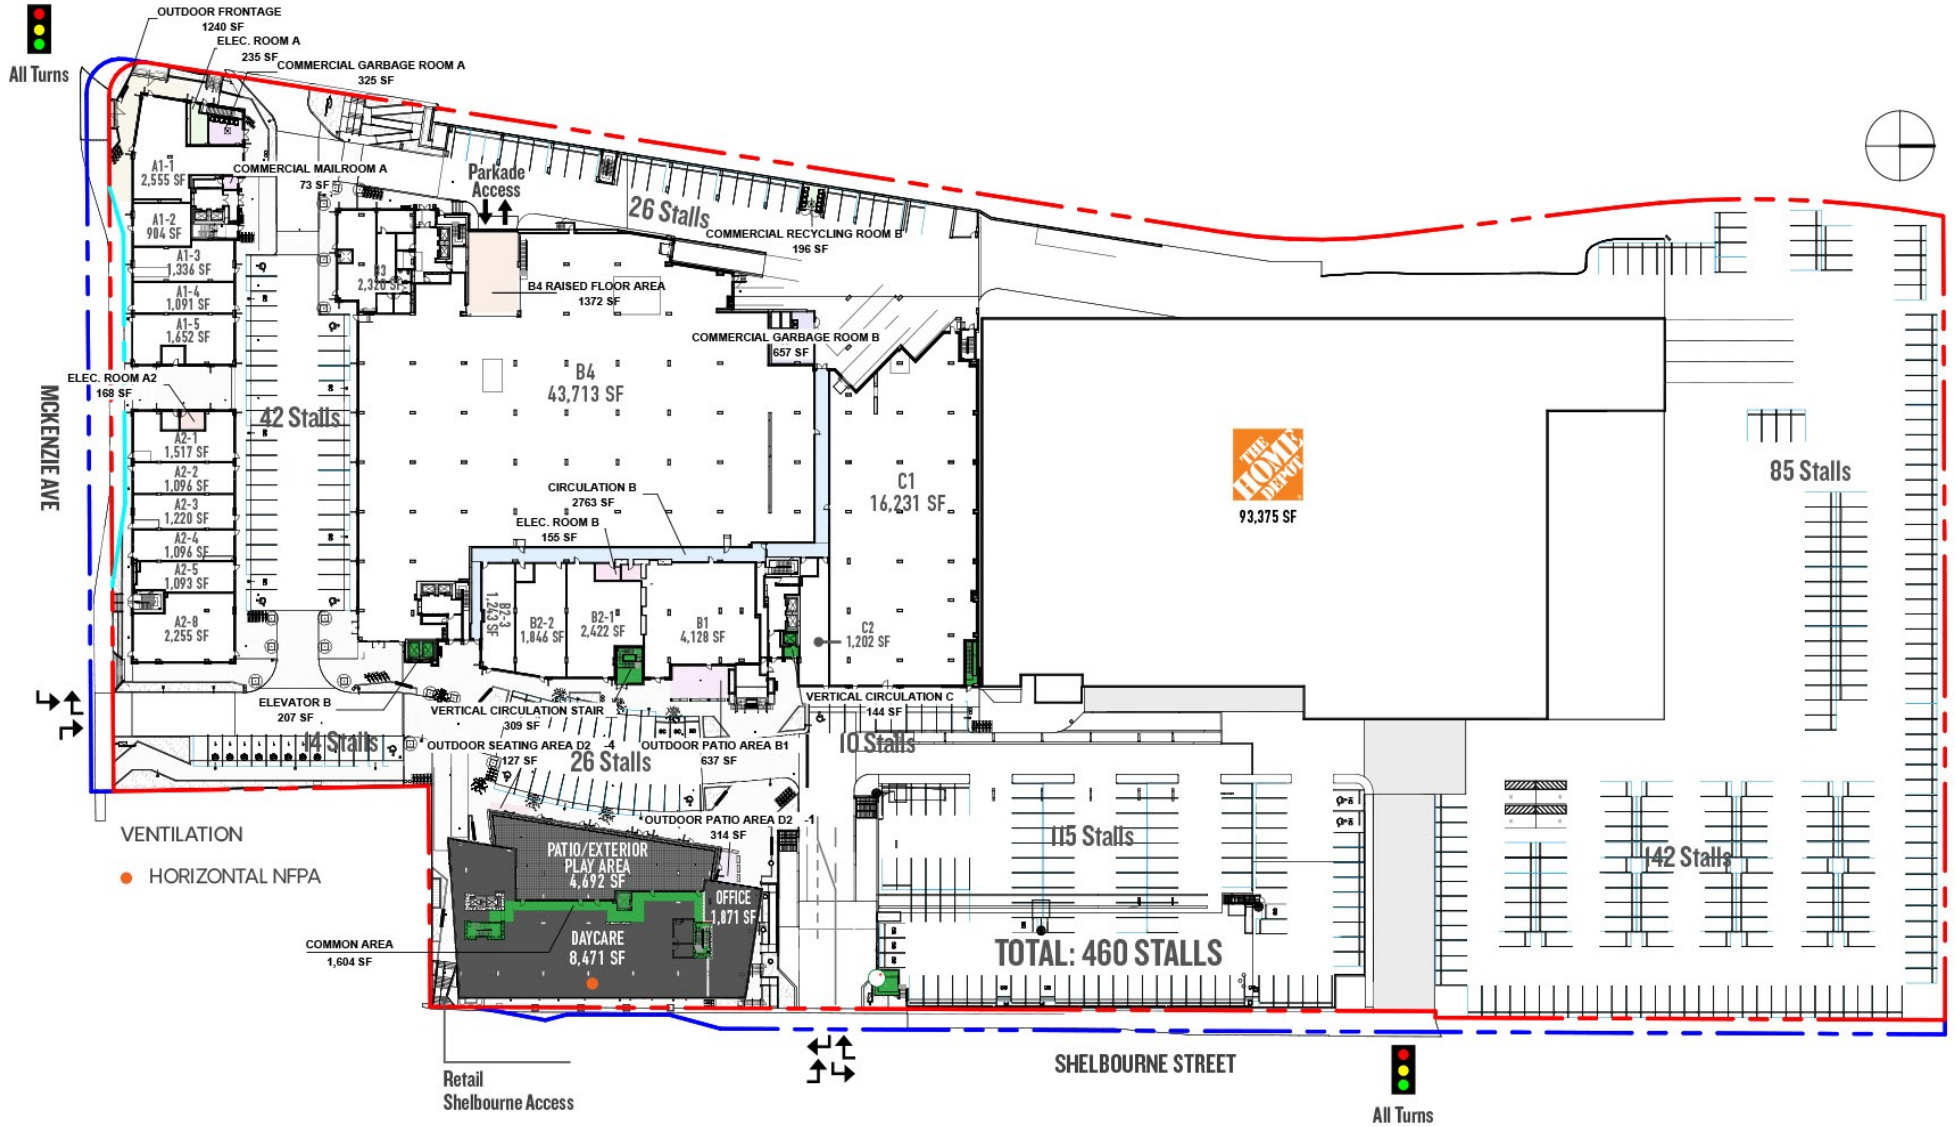 OUTDOOR FRONTAGE
1240 SF
ELEC. ROOM A
235 SF
COMMERCIAL GARBAGE ROOM A
325 SF
All Turns
A1-1
2,555 SF
COMMERCIAL MAILROOM A
73 SF
Parkade
Access
26 Stalls
A1-2
904 SF
COMMERCIAL RECYCLING ROOM B
196 SF
A1-3
1,336 SF
B3
2,320 SF
B4 RAISED FLOOR AREA
1372 SF
A1-4
1,091 SF
A1-5
1,652 SF
COMMERCIAL GARBAGE ROOM B
657 SF
ELEC. ROOM A2
168 SF
B4
43,713 SF
MCKENZIE AVE
42 Stalls
A2-1
1,517 SF
A2-2
1,096 SF
A2-3
1,220 SF
A2-4
1,096 SF
A2-5
1,093 SF
A2-8
2,255 SF
CIRCULATION B
2763 SF
ELEC. ROOM B
155 SF
C1
16,231 SF
THE
HOME
DEPOT
93,375 SF
85 Stalls
B2-3
1,243 SF
B2-2
1,846 SF
B2-1
2,422 SF
B1
4,128 SF
C2
1,202 SF
ELEVATOR B
207 SF
VERTICAL CIRCULATION STAIR
309 SF
VERTICAL CIRCULATION C
144 SF
14 Stalls
OUTDOOR SEATING AREA D2 -4
127 SF
26 Stalls
OUTDOOR PATIO AREA B1
637 SF
10 Stalls
OUTDOOR PATIO AREA D2 -1
314 SF
VENTILATION
HORIZONTAL NFPA
PATIO/EXTERIOR
PLAY AREA
4,692 SF
OFFICE
1,871 SF
115 Stalls
142 Stalls
COMMON AREA
1,604 SF
DAYCARE
8,471 SF
TOTAL: 460 STALLS
SHELBOURNE STREET
Retail
Shelbourne Access
All Turns